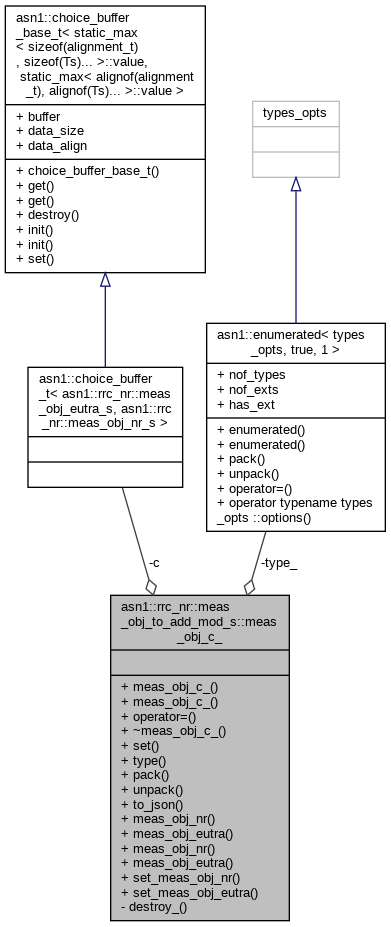 asn1::choice_buffer
_base_t< static_max
< sizeof(alignment_t)
, sizeof(Ts)... >::value,
static_max< alignof(alignment
_t), alignof(Ts)... >::value >
+ buffer
+ data_size
+ data_align
+ choice_buffer_base_t()
+ get()
+ get()
+ destroy()
+ init()
+ init()
+ set()
types_opts
asn1::enumerated< types
_opts, true, 1 >
+ nof_types
+ nof_exts
+ has_ext
+ enumerated()
+ enumerated()
+ pack()
+ unpack()
+ operator=()
+ operator typename types
_opts ::options()
asn1::choice_buffer
_t< asn1::rrc_nr::meas
_obj_eutra_s, asn1::rrc
_nr::meas_obj_nr_s >
-c
-type_
asn1::rrc_nr::meas
_obj_to_add_mod_s::meas
_obj_c_
+ meas_obj_c_()
+ meas_obj_c_()
+ operator=()
+ ~meas_obj_c_()
+ set()
+ type()
+ pack()
+ unpack()
+ to_json()
+ meas_obj_nr()
+ meas_obj_eutra()
+ meas_obj_nr()
+ meas_obj_eutra()
+ set_meas_obj_nr()
+ set_meas_obj_eutra()
- destroy_()